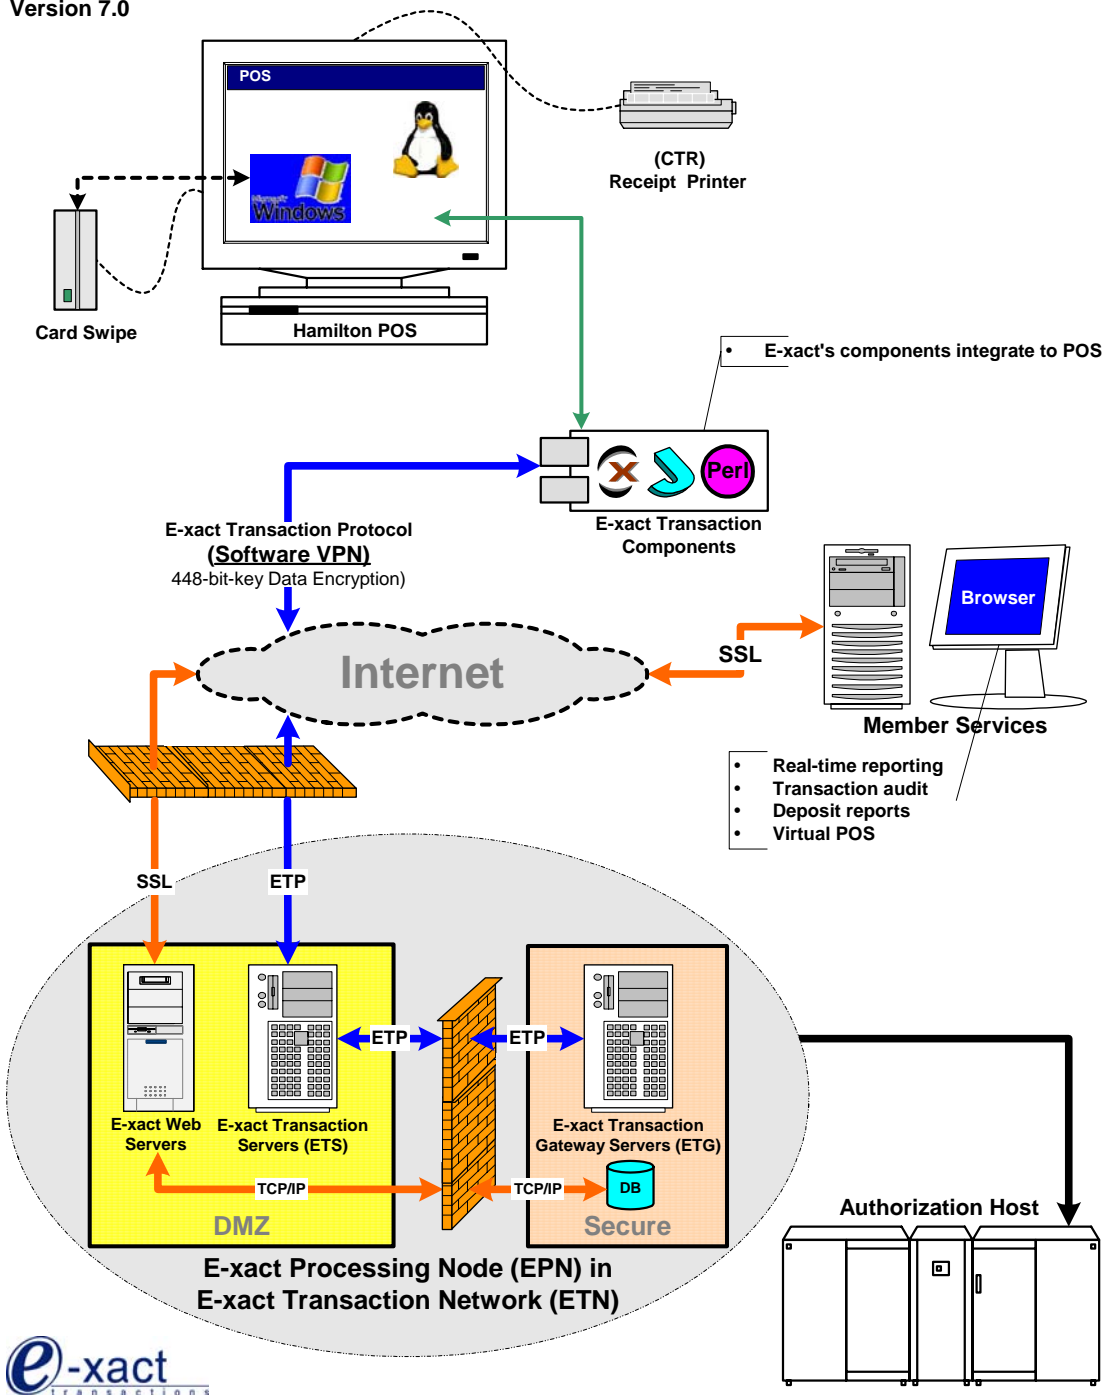 Version 7.0
POS
Microsoft
Windows
(CTR)
Receipt Printer
Card Swipe
Hamilton POS
• E-xact's components integrate to POS
Perl
E-xact Transaction
Components
E-xact Transaction Protocol
(Software VPN)
448-bit-key Data Encryption)
Browser
Internet
SSL
Member Services
• Real-time reporting
• Transaction audit
• Deposit reports
• Virtual POS
SSL
ETP
ETP
ETP
E-xact Web
Servers
E-xact Transaction
Servers (ETS)
E-xact Transaction
Gateway Servers (ETG)
TCP/IP
TCP/IP
DB
DMZ
Secure
Authorization Host
E-xact Processing Node (EPN) in
E-xact Transaction Network (ETN)
e-xact
transactions